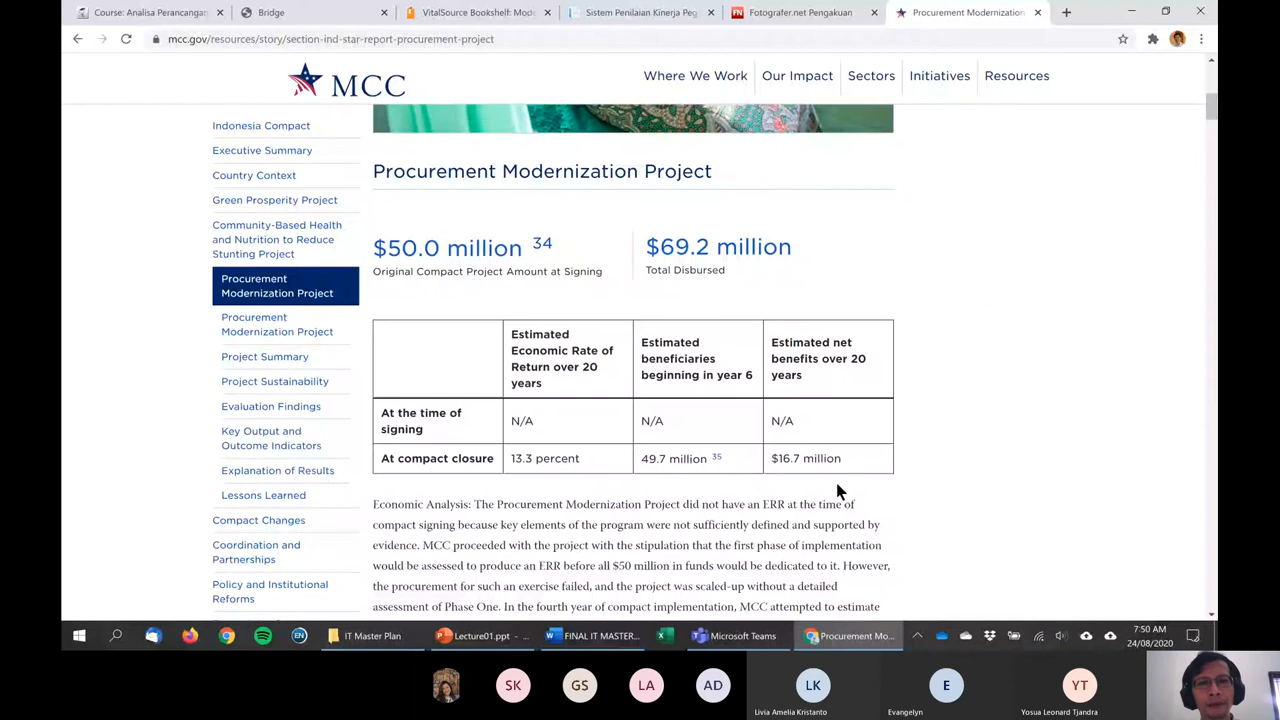 Course: Analisa Perancangan
Bridge
VitalSource Bookshelf: Mod
Sistem Penilaian Kinerja Peg
Fotografer.net Pengakuan
Procurement Modernization
mcc.gov/resources/story/section-ind-star-report-procurement-project
MCC
Where We Work
Our Impact
Sectors
Initiatives
Resources
Indonesia Compact
Executive Summary
Country Context
Green Prosperity Project
Community-Based Health
and Nutrition to Reduce
Stunting Project
Procurement
Modernization Project
Procurement
Modernization Project
Project Summary
Project Sustainability
Evaluation Findings
Key Output and
Outcome Indicators
Explanation of Results
Lessons Learned
Compact Changes
Coordination and
Partnerships
Policy and Institutional
Reforms
Procurement Modernization Project
$50.0 million 34
Original Compact Project Amount at Signing
$69.2 million
Total Disbursed
Estimated
Economic Rate of
Return over 20
years
Estimated
beneficiaries
beginning in year 6
Estimated net
benefits over 20
years
At the time of
signing
N/A
N/A
N/A
At compact closure
13.3 percent
49.7 million 35
$16.7 million
Economic Analysis: The Procurement Modernization Project did not have an ERR at the time of
compact signing because key elements of the program were not sufficiently defined and supported by
evidence. MCC proceeded with the project with the stipulation that the first phase of implementation
would be assessed to produce an ERR before all $50 million in funds would be dedicated to it. However,
the procurement for such an exercise failed, and the project was scaled-up without a detailed
assessment of Phase One. In the fourth year of compact implementation, MCC attempted to estimate
EN
IT Master Plan
Lecture01.ppt - ...
FINAL IT MASTER...
Microsoft Teams
Procurement Mo...
7:50 AM
24/08/2020
SK
GS
LA
AD
LK
Livia Amelia Kristanto
E
Evangelyn
YT
Yosua Leonard Tjandra